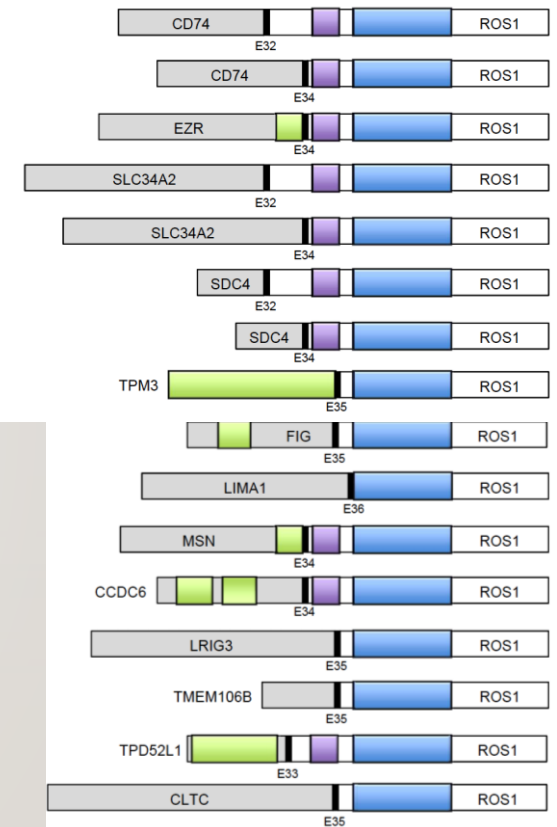 CD74 ROS1
E32
CD74 ROS1
E34
EZR ROS1
E34
SLC34A2 ROS1
E32
SLC34A2 ROS1
E34
SDC4 ROS1
E32
SDC4 ROS1
E34
TPM3 ROS1
E35
FIG ROS1
E35
LIMA1 ROS1
E36
MSN ROS1
E34
CCDC6 ROS1
E34
LRIG3 ROS1
E35
TMEM106B ROS1
E35
TPD52L1 ROS1
E33
CLTC ROS1
E35